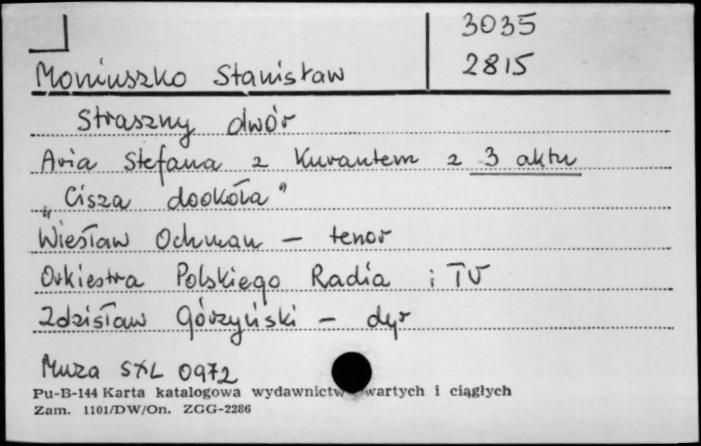 3035
Moniuszko Stanisław 2815
Straszny dwór
Aria Stefana z Kurantem z 3 aktu
„Cisza dookoła"
Wiesław Ochman - tenor
Orkiestra Polskiego Radia i TV
Zdzisław Górzyński - dyr
Muza SXL 0972
Pu-B-144 Karta katalogowa wydawnictw wartych i ciągłych
Zam. 1101/DW/On. ZGG-2286